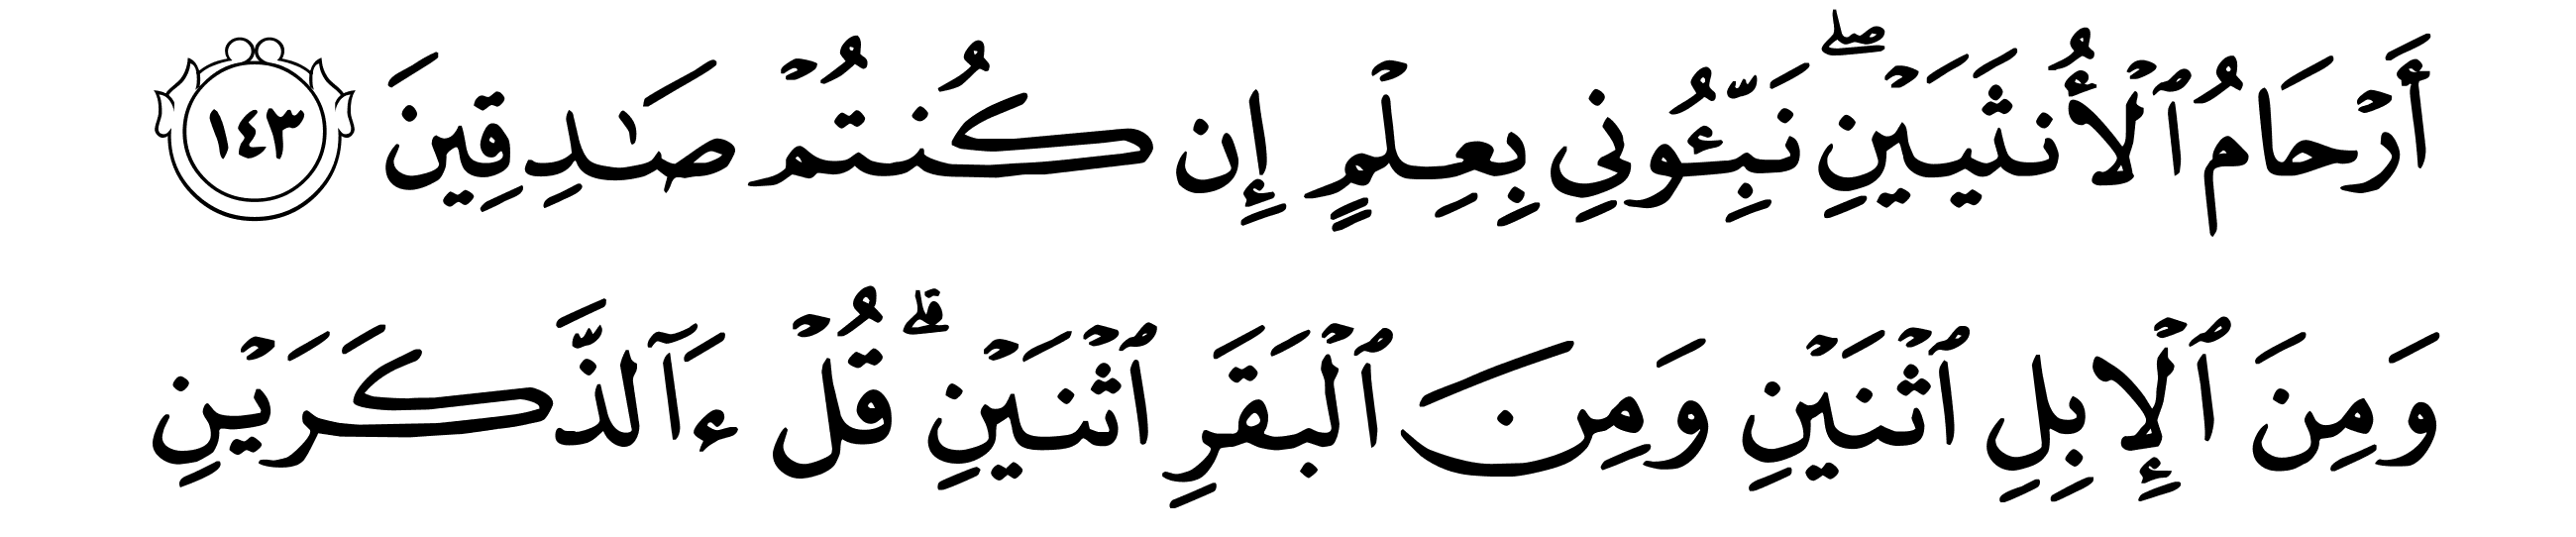 أَرۡحَامُ ٱلۡأُنثَيَيۡنِۖ نَبِّـُٔونِي بِعِلۡمٍ إِن كُنتُمۡ صَٰدِقِينَ ١٤٣
وَمِنَ ٱلۡإِبِلِ ٱثۡنَيۡنِ وَمِنَ ٱلۡبَقَرِ ٱثۡنَيۡنِۗ قُلۡ ءَآلذَّكَرَيۡنِ